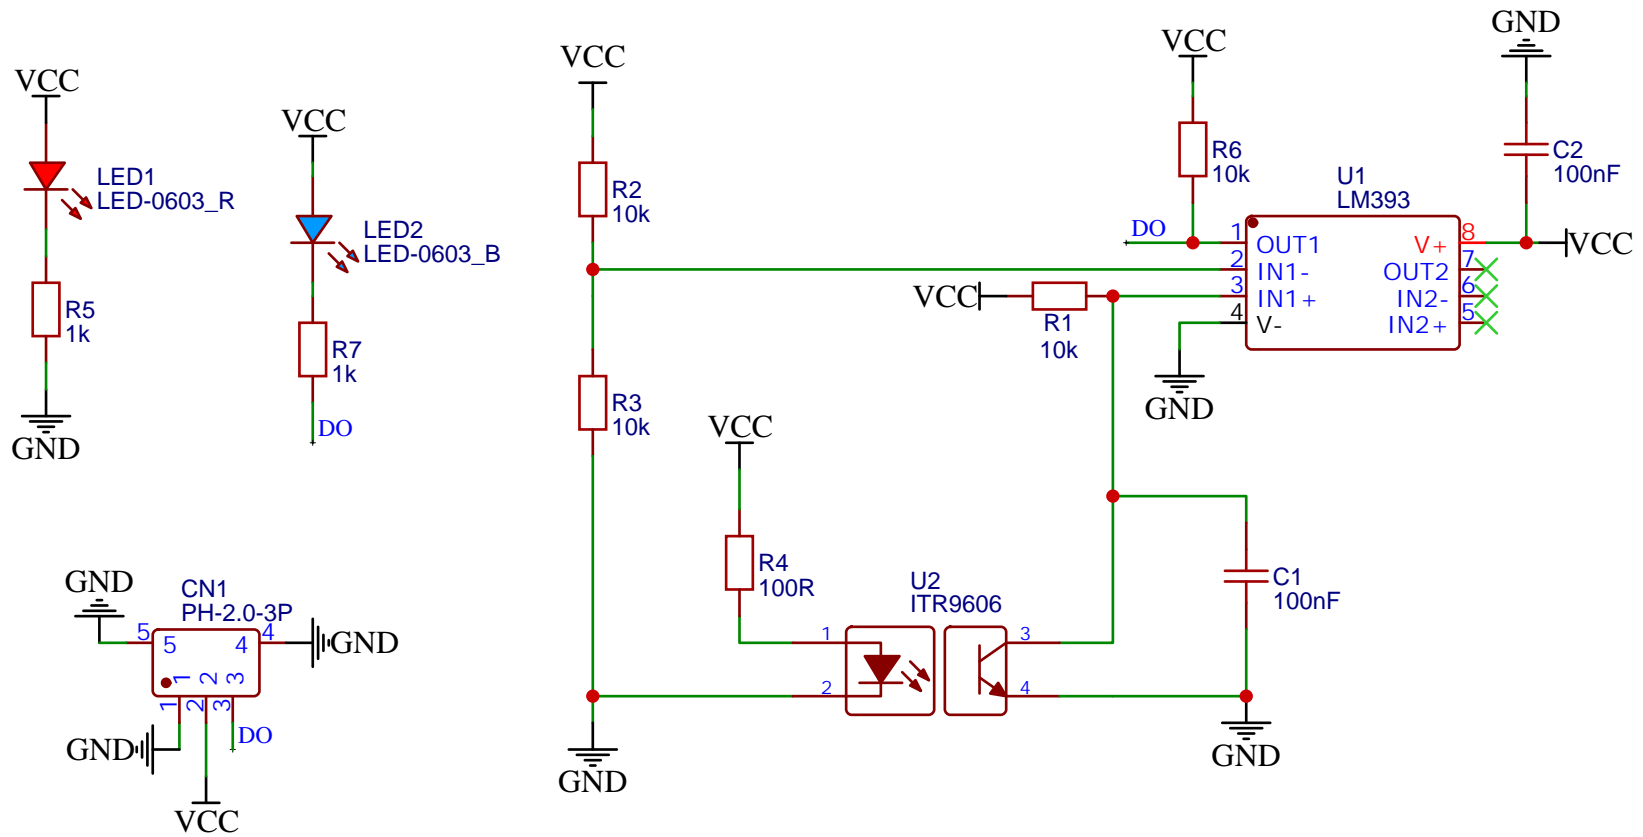 VCC
LED1
LED-0603_R
R5
1k
GND
VCC
LED2
LED-0603_B
R7
1k
DO
GND
CN1
PH-2.0-3P
5
5
4
4
GND
1
2
3
1
2
3
GND
DO
VCC
VCC
R2
10k
R3
10k
GND
VCC
R4
100R
U2
ITR9606
1
2
3
4
VCC
R1
10k
VCC
R6
10k
DO
U1
LM393
1
OUT1
2
IN1-
3
IN1+
4
V-
V+
8
OUT2
7
IN2-
6
IN2+
5
GND
GND
C2
100nF
VCC
C1
100nF
GND